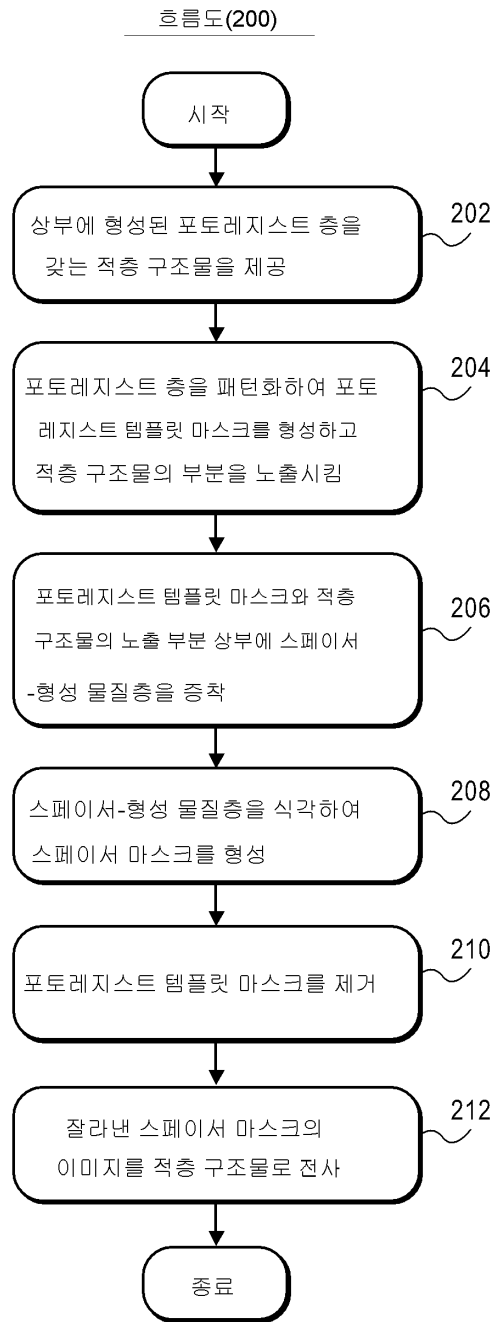 흐름도(200)
시작
상부에 형성된 포토레지스트 층을
갖는 적층 구조물을 제공
202
포토레지스트 층을 패턴화하여 포토
레지스트 템플릿 마스크를 형성하고
적층 구조물의 부분을 노출시킴
204
포토레지스트 템플릿 마스크와 적층
구조물의 노출 부분 상부에 스페이서
-형성 물질층을 증착
206
스페이서-형성 물질층을 식각하여
스페이서 마스크를 형성
208
포토레지스트 템플릿 마스크를 제거
210
잘라낸 스페이서 마스크의
이미지를 적층 구조물로 전사
212
종료